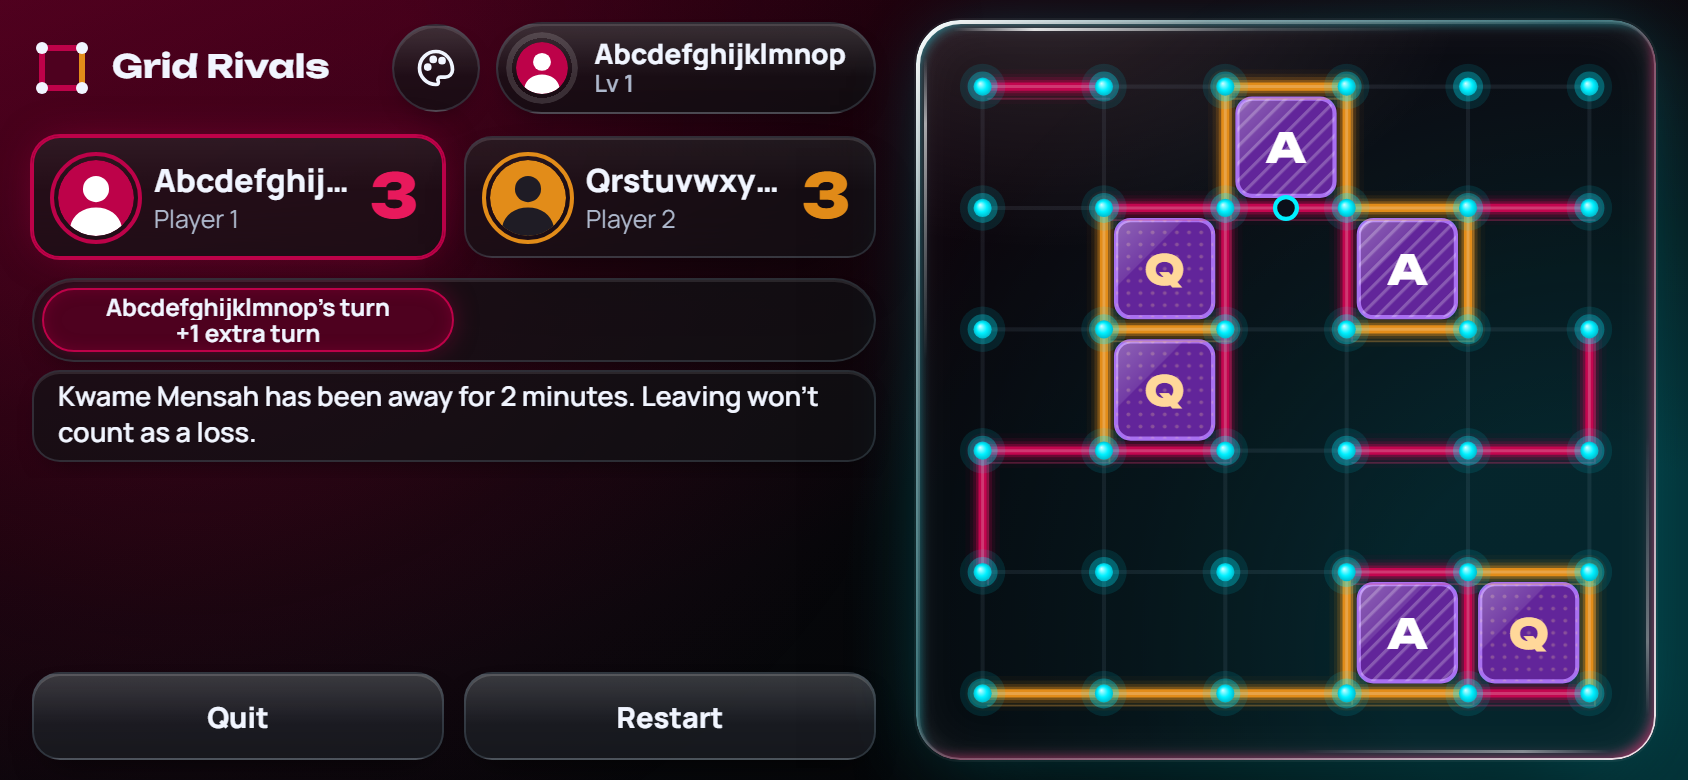 Grid Rivals
Abcdefghijklmnop
Lv 1
Abcdefghij...
Player 1
3
Qrstuvwxy...
Player 2
3
Abcdefghijklmnop’s turn
+1 extra turn
Kwame Mensah has been away for 2 minutes. Leaving won’t
count as a loss.
Quit
Restart
A
Q
A
Q
A
Q